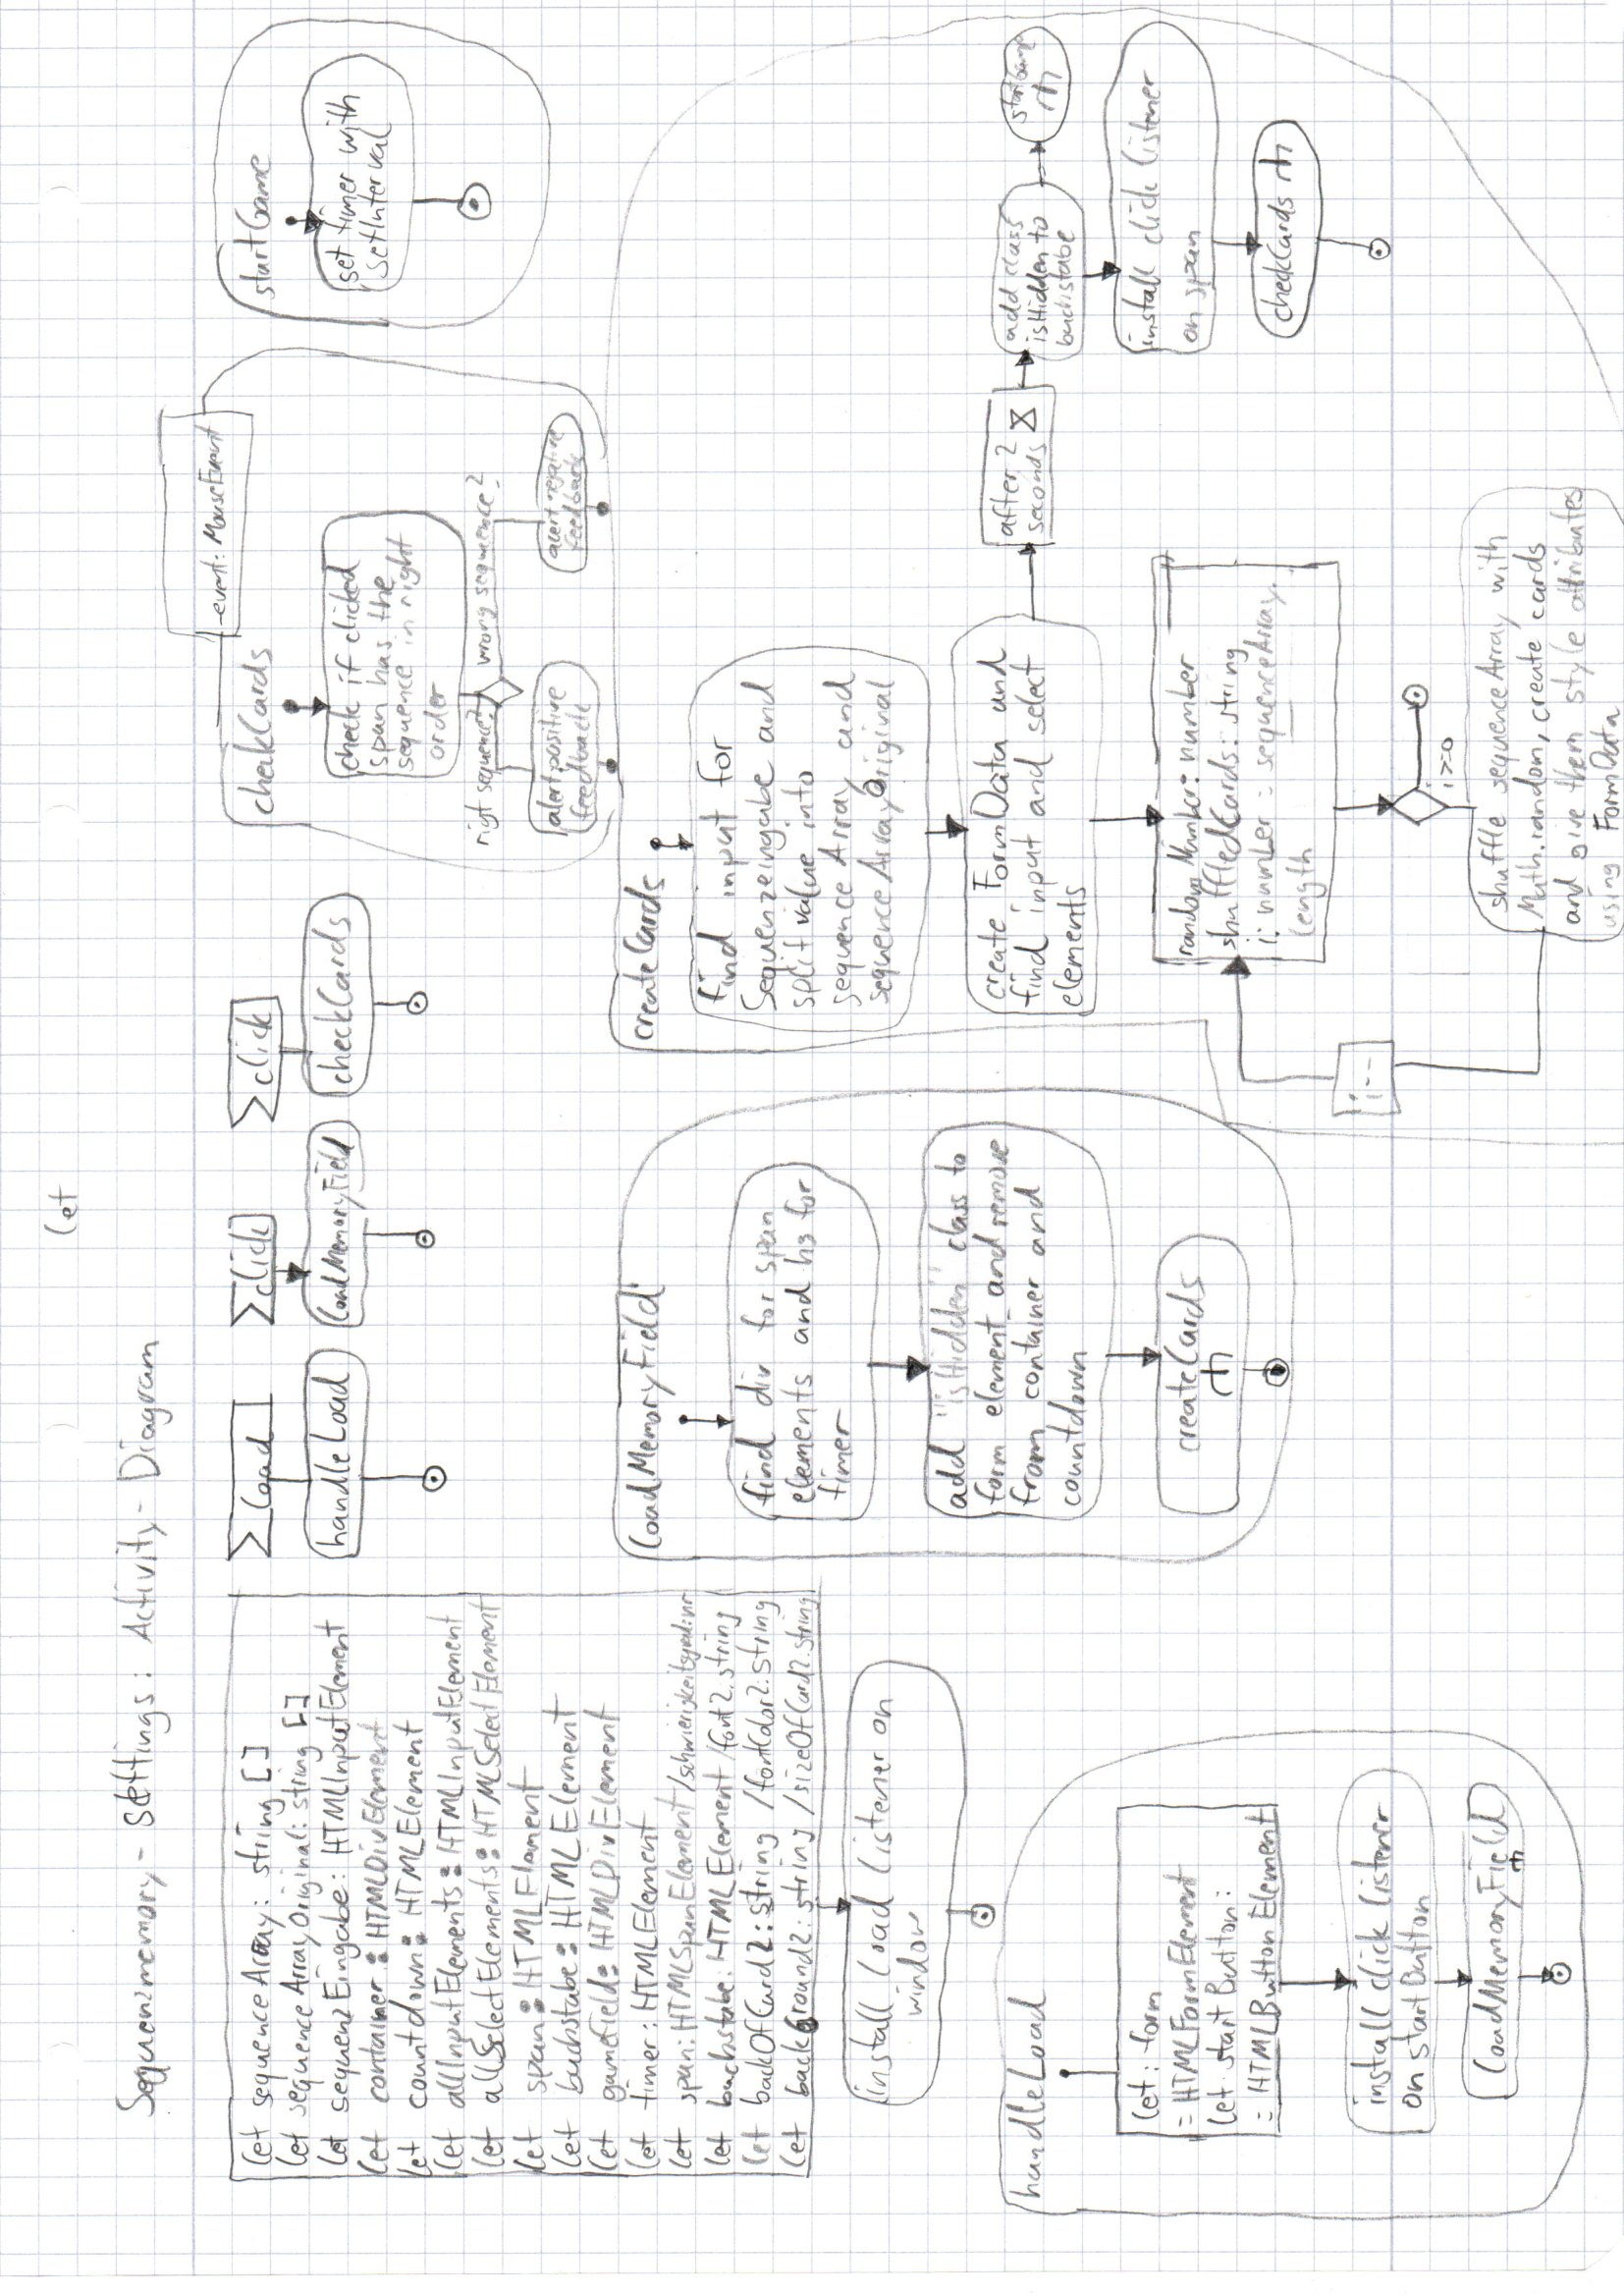 let
Sequenzmemory - Settings: Activity - Diagram
let sequenceArray: string []
let sequenceArrayOriginal: string []
let sequenzEingabe: HTMLInputElement
let container: HTMLDivElement
let countdown: HTMLElement
let allInputElements: HTMLInputElement
let allSelectElements: HTMLSelectElement
let span: HTMLElement
let buchstabe: HTMLElement
let gamefield: HTMLDivElement
let timer: HTMLElement
let span: HTMLSpanElement /
let buchstabe: HTMLElement /font2: string
let backOfCard2: string /fontColor2: string
let backGround2: string /sizeOfCard2: string
install load listener on
window
load
handleLoad
click
loadMemoryField
click
checkCards
event: MouseEvent
checkCards
check if clicked
span has the
sequence in right
order
rigt sequence?
wrong sequence?
alert positive
feedback
alert negative
feedback
startGame
set timer with
setInterval
handleLoad
let: form
= HTMLFormElement
let startButton:
= HTMLButtonElement
install click listener
on startButton
loadMemoryField
loadMemoryField
find div for span
elements and h3 for
timer
add "isHidden" class to
form element and remove
from container and
countdown
createCards
createCards
find input for
Sequenzeingabe and
split value into
sequenceArray and
sequenceArrayOriginal
create FormData and
find input and select
elements
after 2
seconds
add class
isHidden to
buchstabe
startGame
install click listener
on span
checkCards
randomNumber: number
shuffledCards: string
i: number = sequenceArray.
length
i--
i>=0
shuffle sequenceArray with
Math.random, create cards
and give them style attributes
using FormData